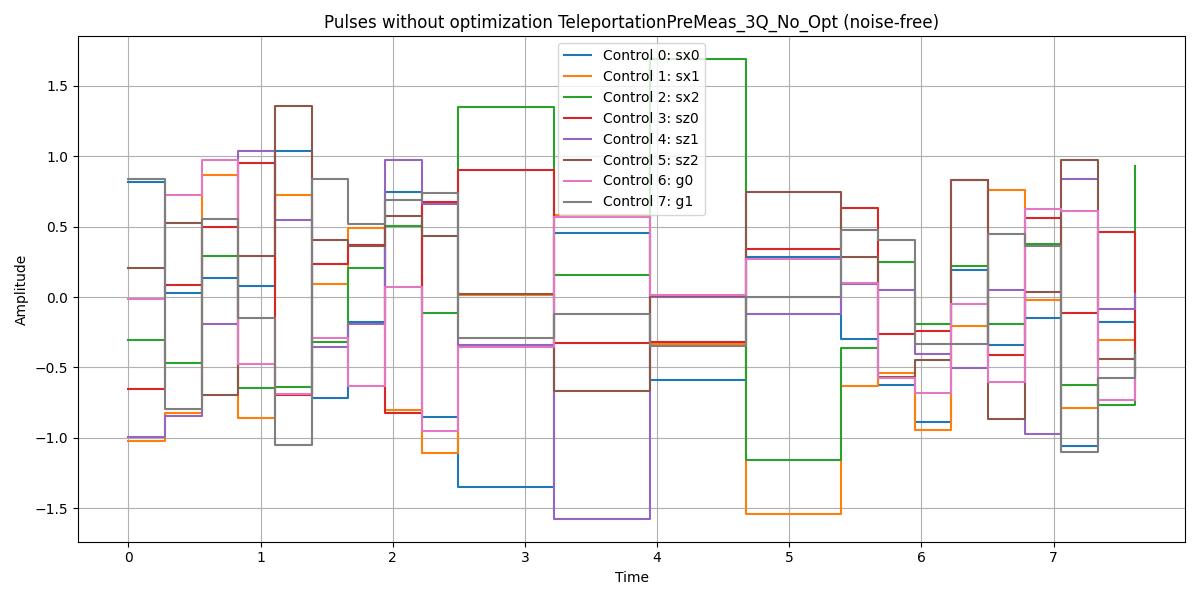 Pulses without optimization TeleportationPreMeas_3Q_No_Opt (noise-free)
Control 0: sx0
Control 1: sx1
Control 2: sx2
Control 3: sz0
Control 4: sz1
Control 5: sz2
Control 6: g0
Control 7: g1
Amplitude
1.5
1.0
0.5
0.0
−0.5
−1.0
−1.5
0 1 2 3 4 5 6 7
Time